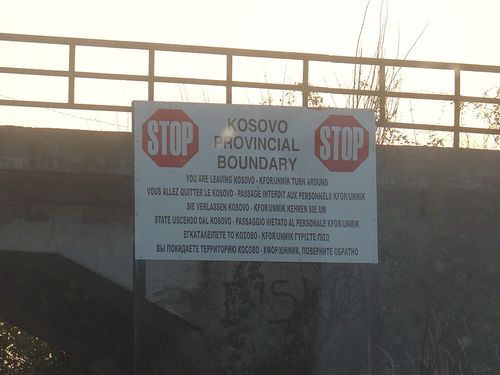 STOP
KOSOVO
PROVINCIAL
BOUNDARY
STOP
YOU ARE LEAVING KOSOVO - KFOR/UNMIK TURN AROUND
VOUS ALLEZ QUITTER LE KOSOVO - PASSAGE INTERDIT AUX PERSONNELS KFOR/UNMIK
SIE VERLASSEN KOSOVO - KFOR/UNMIK KEHREN SIE UM
STATE USCENDO DAL KOSOVO - PASSAGGIO VIETATO AL PERSONALE KFOR/UNMIK
ΕΓΚΑΤΑΛΕΙΠΕΤΕ ΤΟ ΚΟΣΟΒΟ - KFOR/UNMIK ΓΥΡΙΣΤΕ ΠΙΣΩ
ВЫ ПОКИДАЕТЕ ТЕРРИТОРИЮ КОСОВО - КФОР/ЮНМИК, ПОВЕРНИТЕ ОБРАТНО